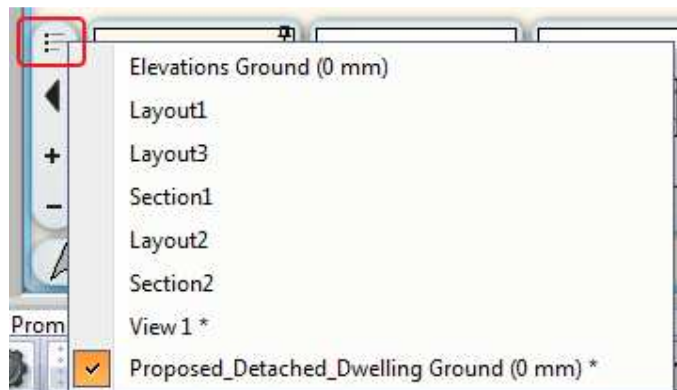 Elevations Ground (0 mm)
Layout1
Layout3
Section1
Layout2
Section2
View 1 *
Prom
Proposed_Detached_Dwelling Ground (0 mm) *